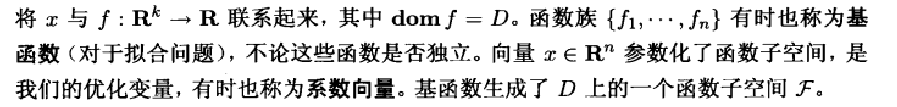 将 x 与 f : R^k → R 联系起来，其中 dom f = D。函数族 {f_1, ⋯, f_n} 有时也称为基
函数（对于拟合问题），不论这些函数是否独立。向量 x ∈ R^n 参数化了函数子空间，是
我们的优化变量，有时也称为系数向量。基函数生成了 D 上的一个函数子空间 F。